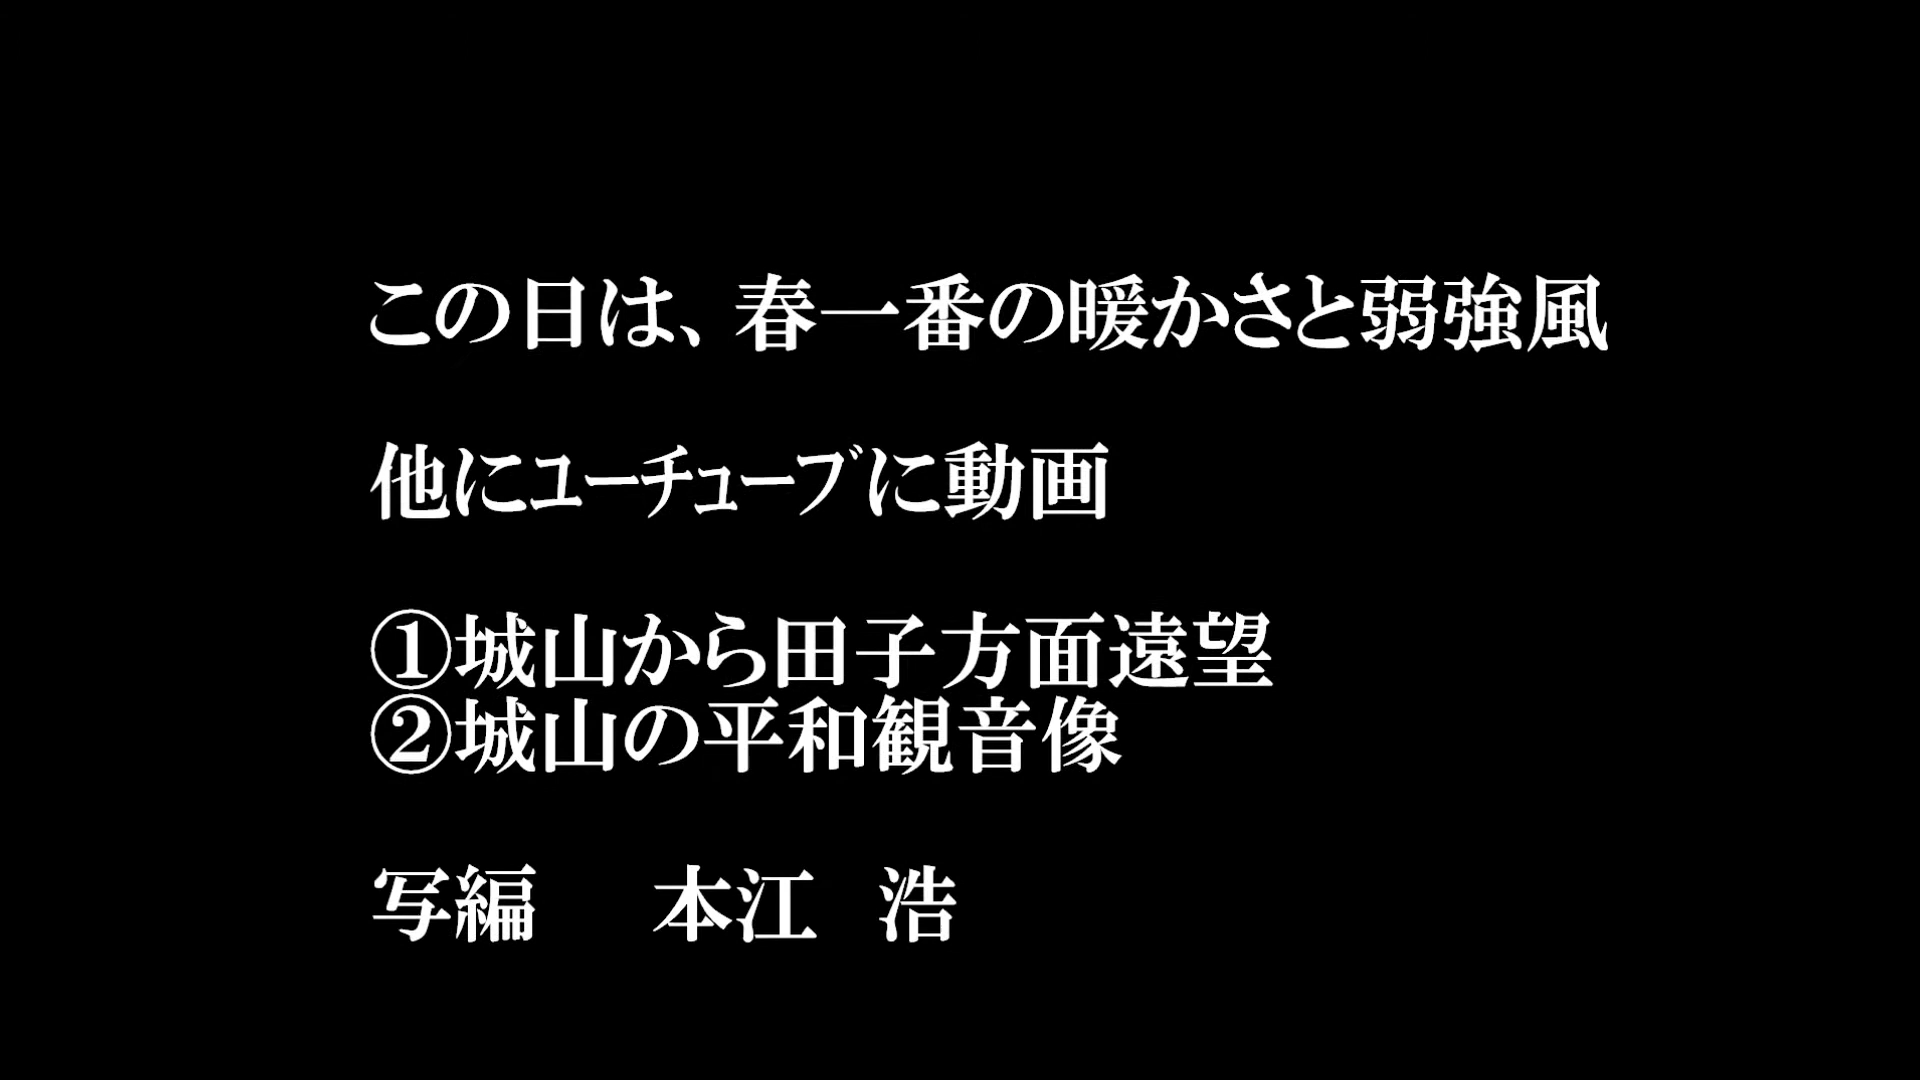 この日は、春一番の暖かさと弱強風
他にユーチューブに動画
①城山から田子方面遠望
②城山の平和観音像
写編　本江　浩